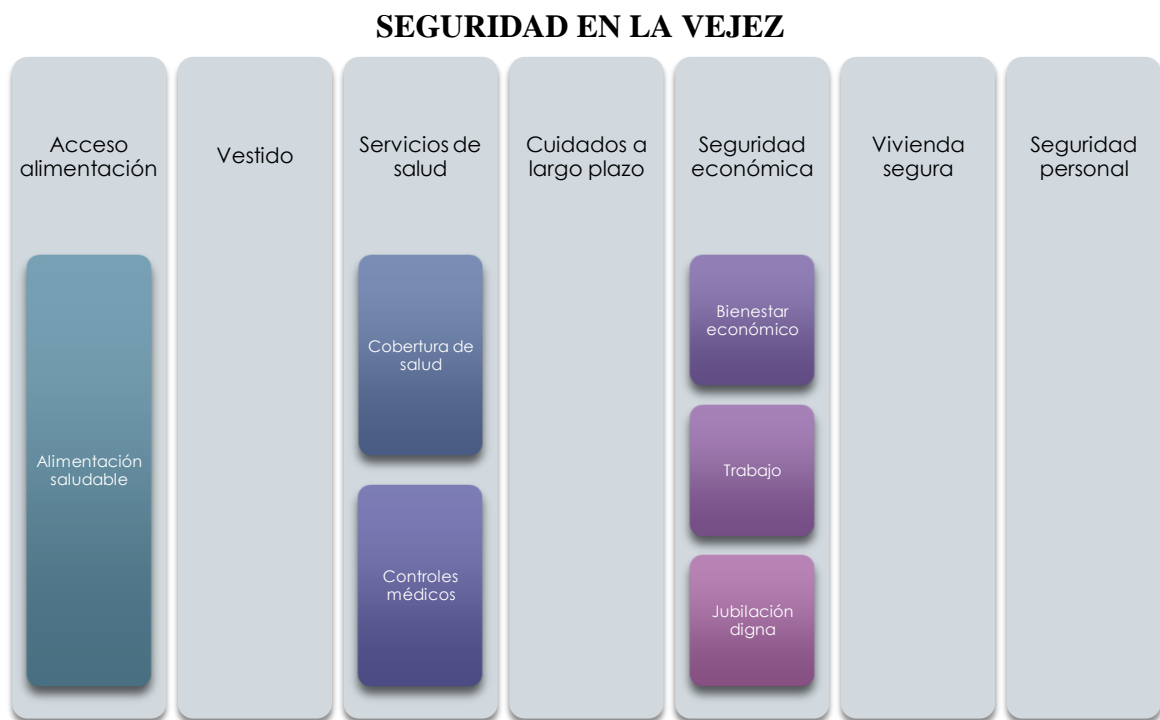 SEGURIDAD EN LA VEJEZ
Acceso
alimentación
Vestido
Servicios de
salud
Cuidados a
largo plazo
Seguridad
económica
Vivienda
segura
Seguridad
personal
Alimentación
saludable
Cobertura de
salud
Controles
médicos
Bienestar
económico
Trabajo
Jubilación
digna